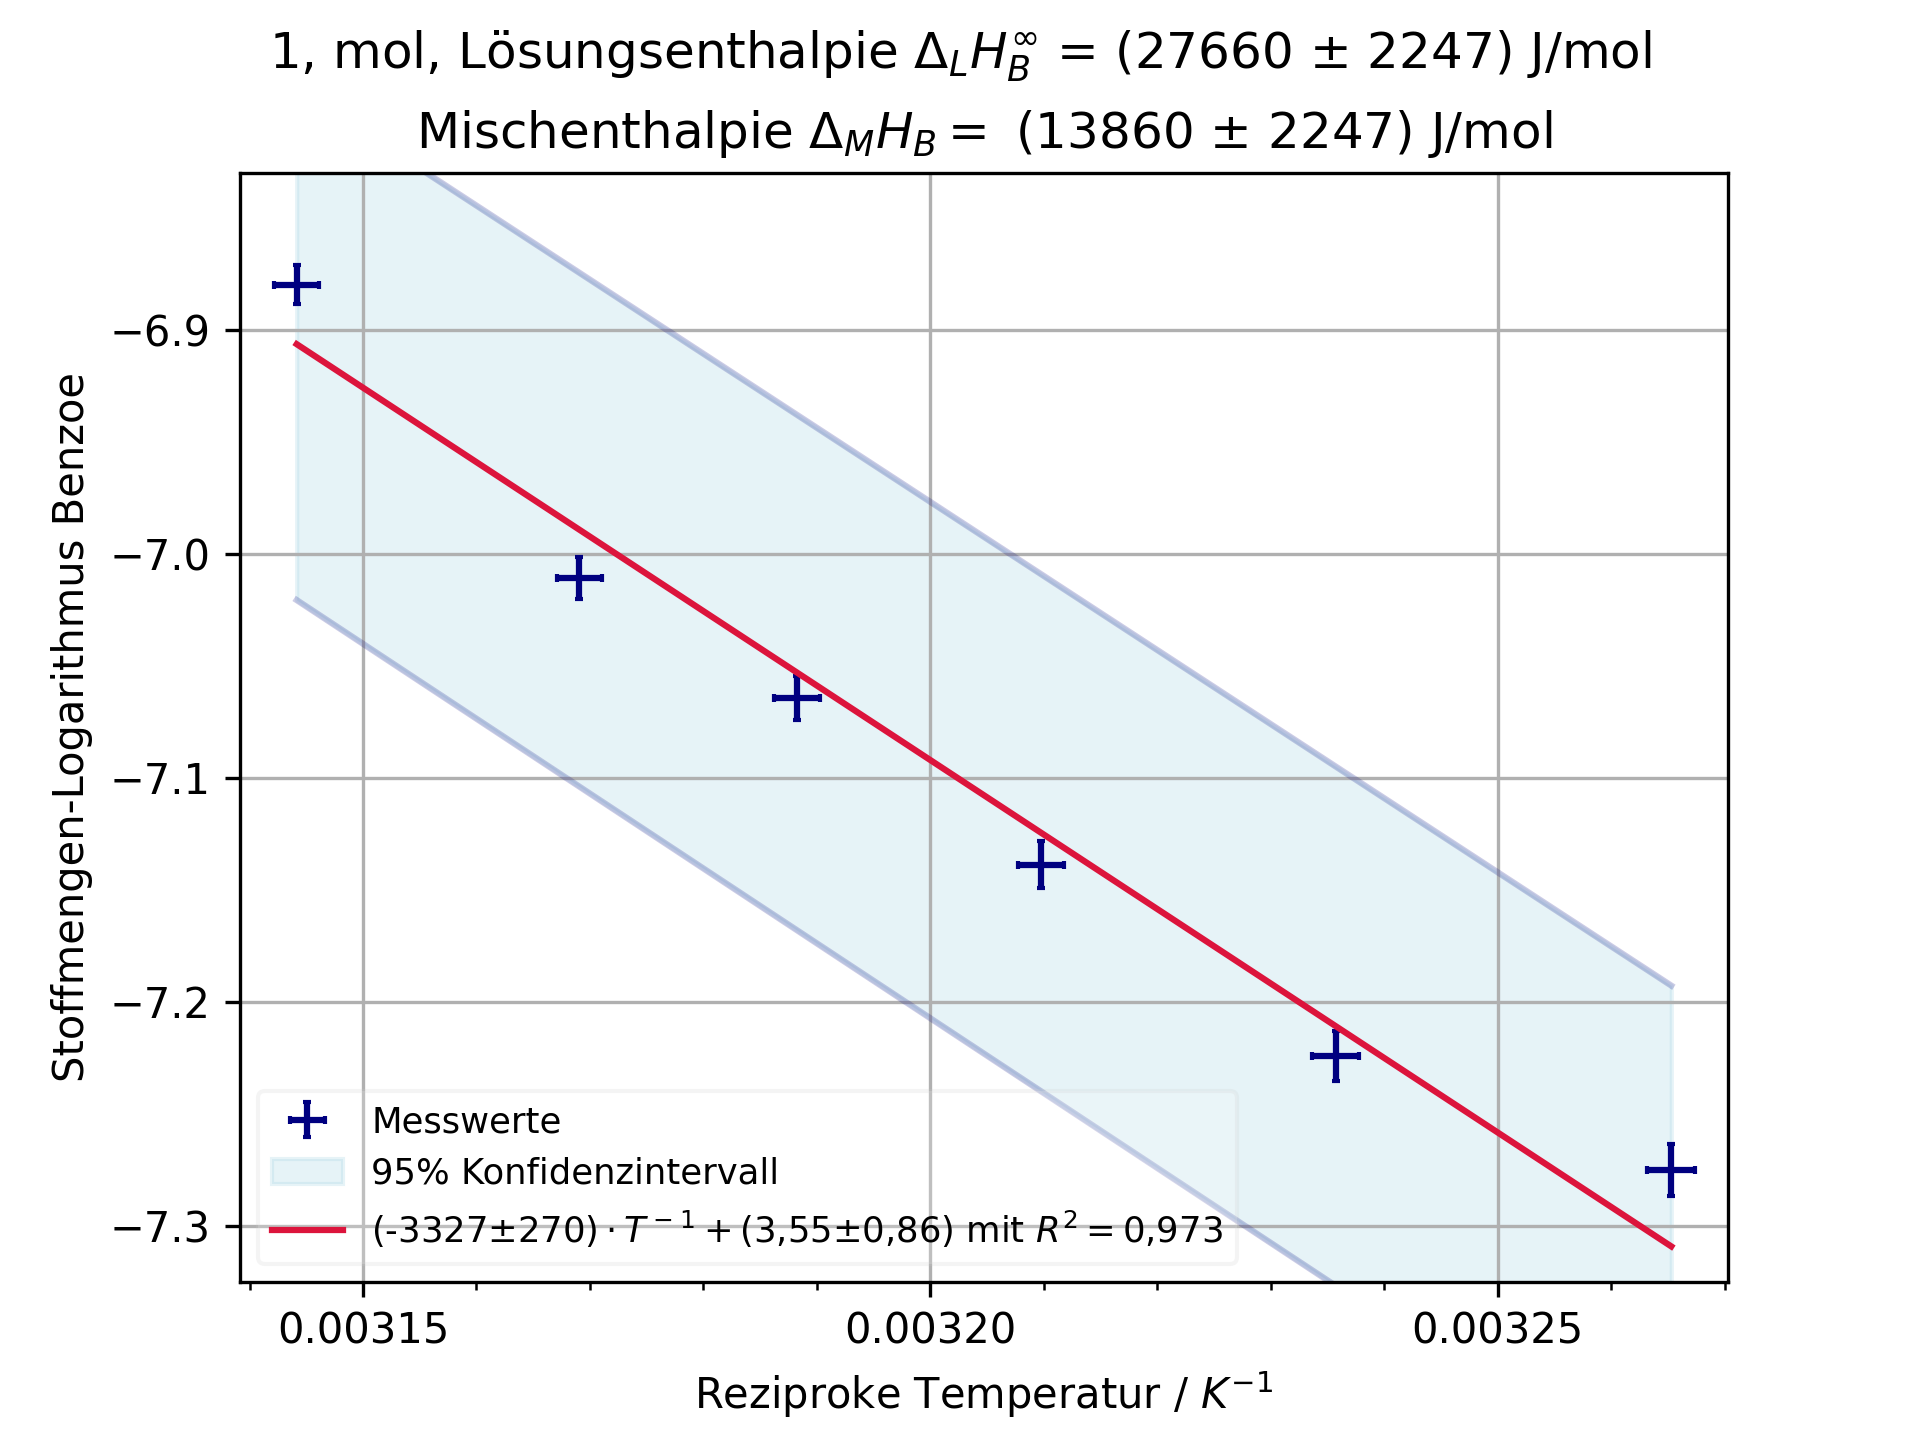 1, mol, Lösungsenthalpie Δ_L H_B^∞ = (27660 ± 2247) J/mol
Mischenthalpie Δ_M H_B = (13860 ± 2247) J/mol
Stoffmengen-Logarithmus Benzoe
−6.9
−7.0
−7.1
−7.2
−7.3
Messwerte
95% Konfidenzintervall
(-3327±270) · T⁻¹ + (3,55±0,86) mit R² = 0,973
0.00315
0.00320
0.00325
Reziproke Temperatur / K⁻¹